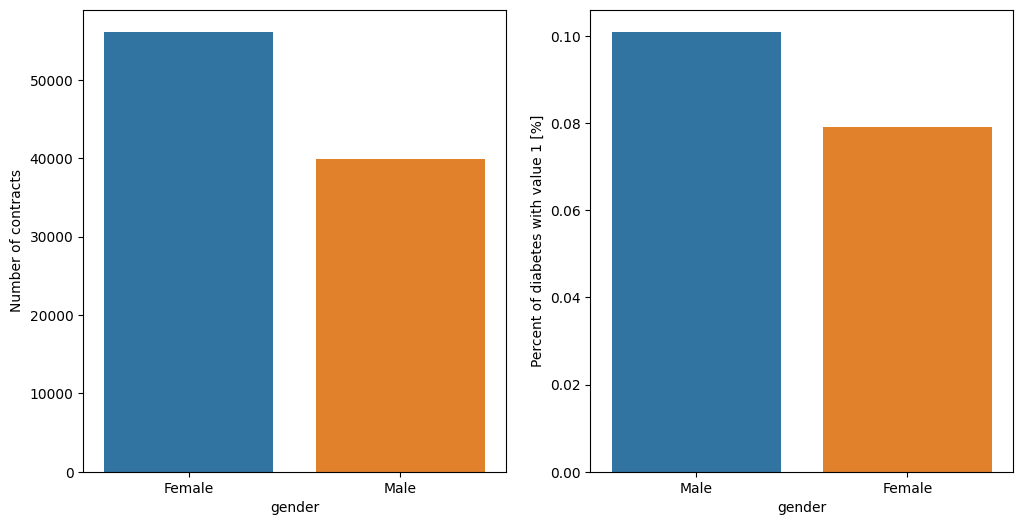 Number of contracts
50000
40000
30000
20000
10000
0
Female
Male
gender
Percent of diabetes with value 1 [%]
0.10
0.08
0.06
0.04
0.02
0.00
Male
Female
gender